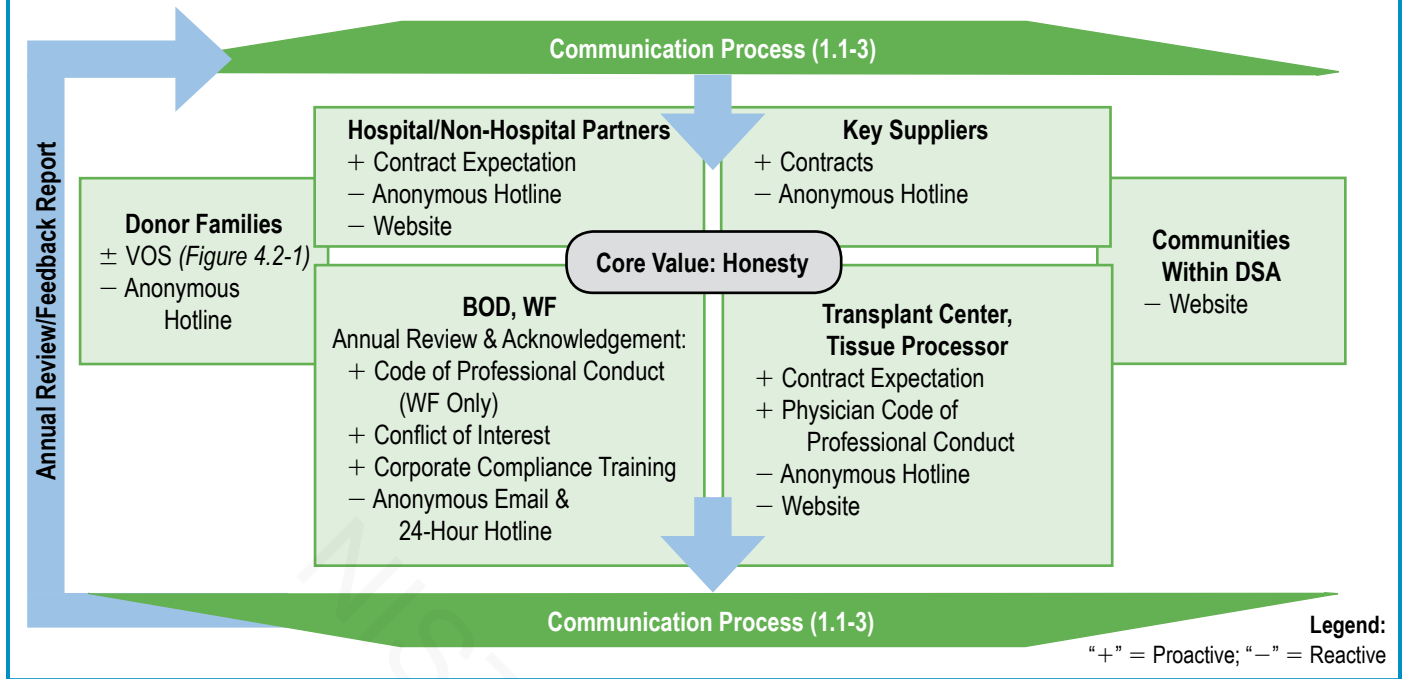 Communication Process (1.1-3)
Annual Review/Feedback Report
Hospital/Non-Hospital Partners
+ Contract Expectation
− Anonymous Hotline
− Website
Key Suppliers
+ Contracts
− Anonymous Hotline
Donor Families
± VOS (Figure 4.2-1)
− Anonymous
Hotline
Communities
Within DSA
− Website
Core Value: Honesty
BOD, WF
Annual Review & Acknowledgement:
+ Code of Professional Conduct
(WF Only)
+ Conflict of Interest
+ Corporate Compliance Training
− Anonymous Email &
24-Hour Hotline
Transplant Center,
Tissue Processor
+ Contract Expectation
+ Physician Code of
Professional Conduct
− Anonymous Hotline
− Website
Communication Process (1.1-3)
Legend:
“+” = Proactive; “−” = Reactive